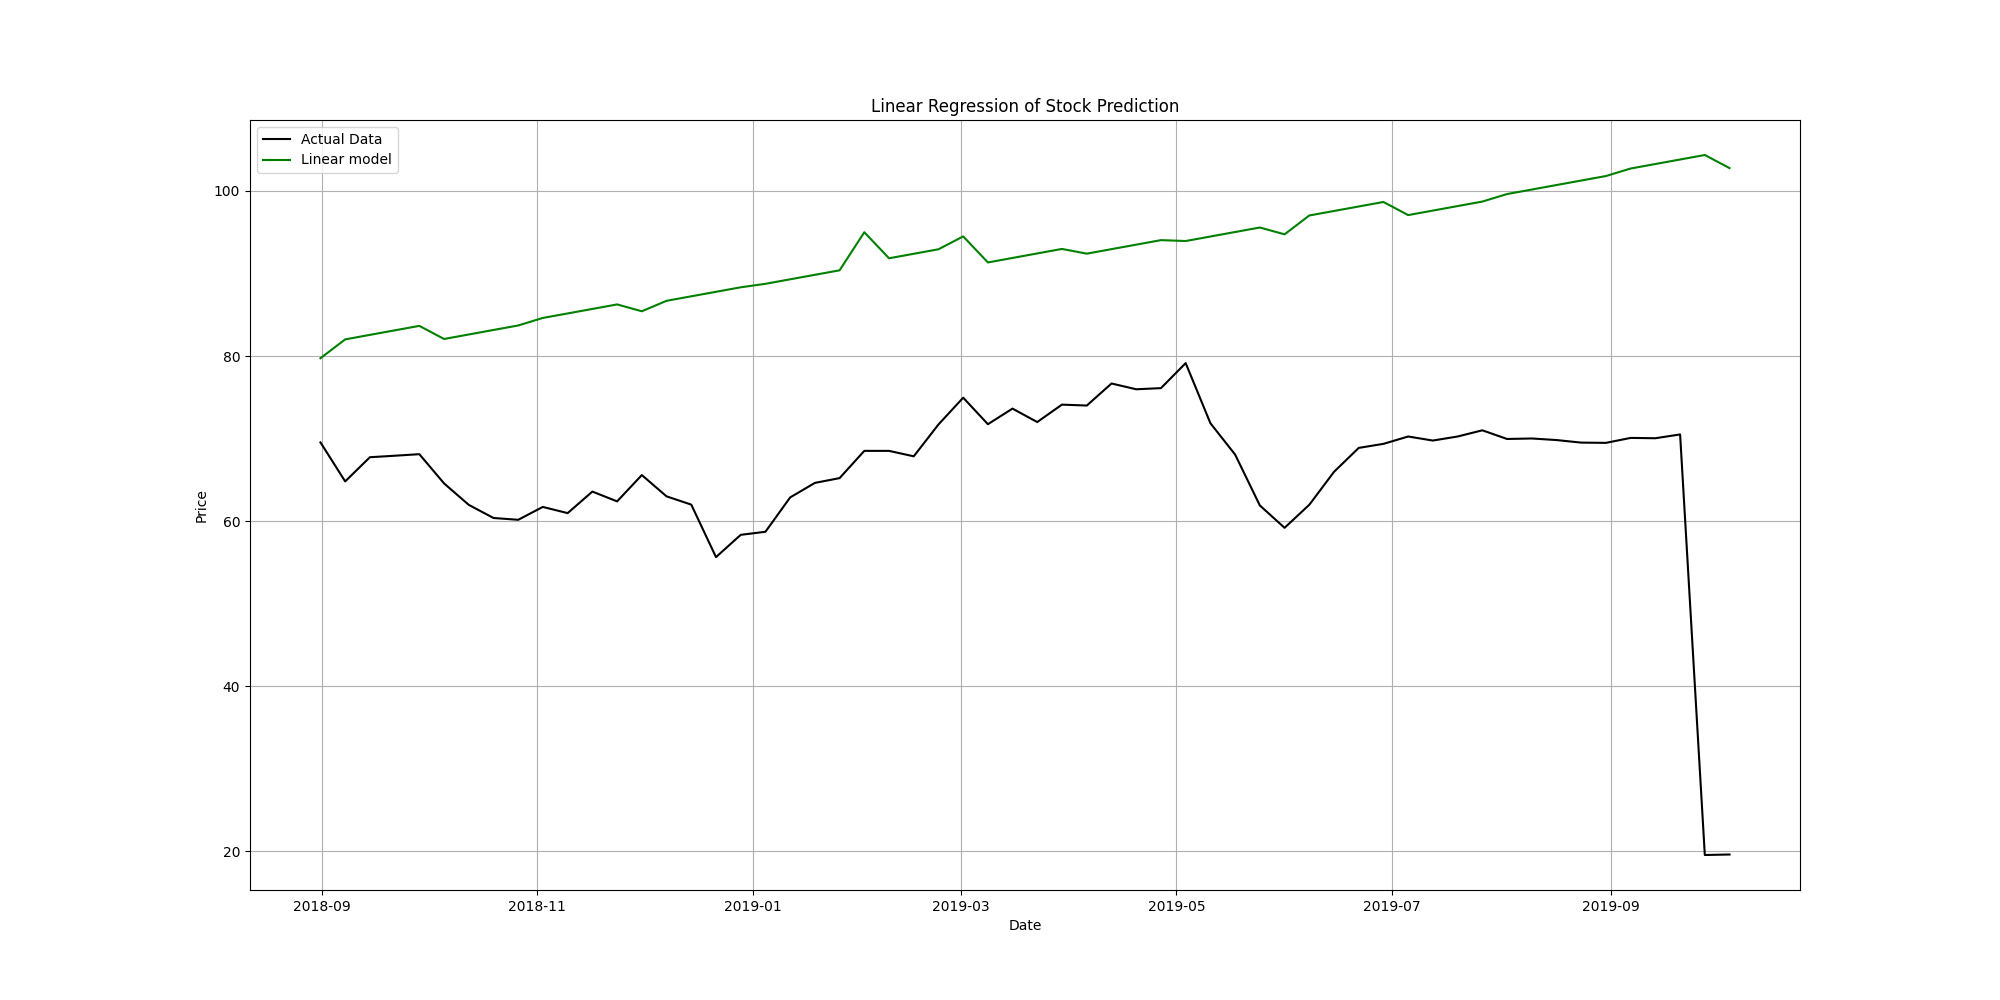 Linear Regression of Stock Prediction
Actual Data
Linear model
100
80
60
40
20
Price
2018-09 2018-11 2019-01 2019-03 2019-05 2019-07 2019-09
Date